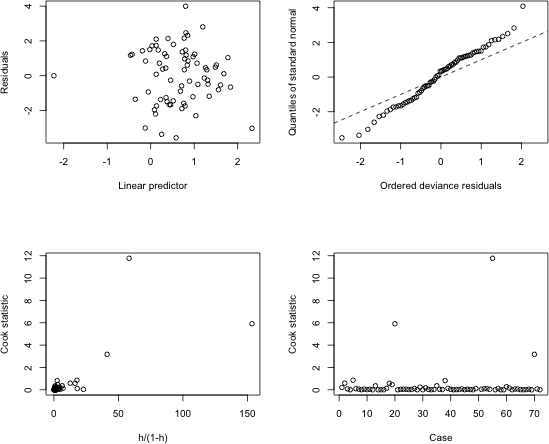 Residuals
4
2
0
-2
-2 -1 0 1 2
Linear predictor
Quantiles of standard normal
4
2
0
-2
-2 -1 0 1 2
Ordered deviance residuals
Cook statistic
12
10
8
6
4
2
0
0 50 100 150
h/(1-h)
Cook statistic
12
10
8
6
4
2
0
0 10 20 30 40 50 60 70
Case